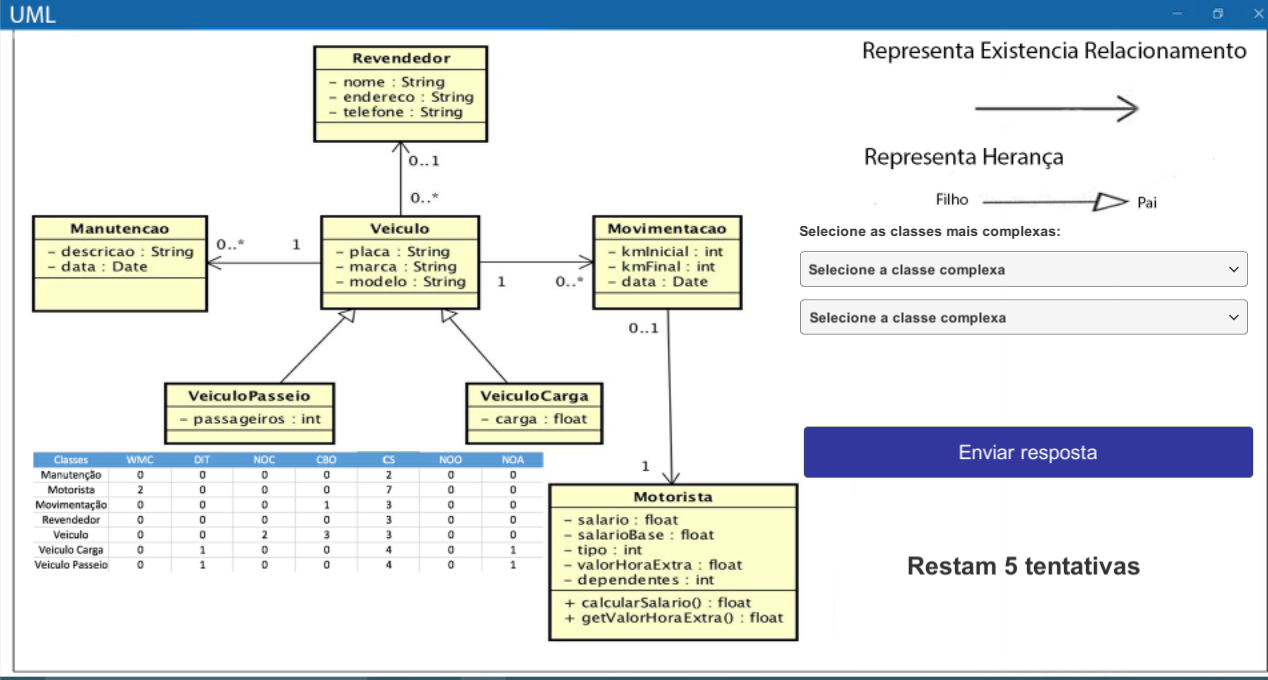 UML
Revendedor
- nome : String
- endereco : String
- telefone : String
0..1
0..*
Manutencao
- descricao : String
- data : Date
0..*
1
Veiculo
- placa : String
- marca : String
- modelo : String
1
0..*
Movimentacao
- kmInicial : int
- kmFinal : int
- data : Date
0..1
1
VeiculoPasseio
- passageiros : int
VeiculoCarga
- carga : float
Motorista
- salario : float
- salarioBase : float
- tipo : int
- valorHoraExtra : float
- dependentes : int
+ calcularSalario() : float
+ getValorHoraExtra() : float
Classes WMC DIT NOC CBO CS NOO NOA
Manutenção 0 0 0 0 2 0 0
Motorista 2 0 0 0 7 0 0
Movimentação 0 0 0 1 3 0 0
Revendedor 0 0 0 0 3 0 0
Veiculo 0 0 2 3 3 0 0
Veiculo Carga 0 1 0 0 4 0 1
Veiculo Passeio 0 1 0 0 4 0 1
Representa Existencia Relacionamento
Representa Herança
Filho
Pai
Selecione as classes mais complexas:
Selecione a classe complexa
Selecione a classe complexa
Enviar resposta
Restam 5 tentativas